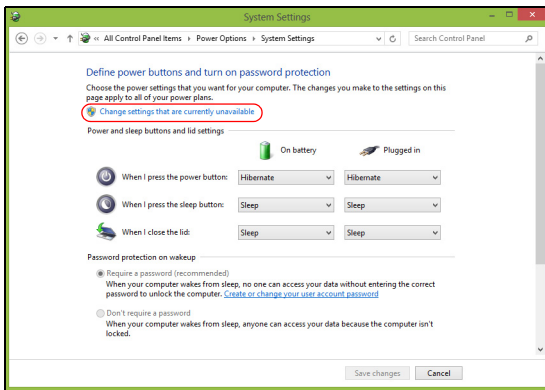 System Settings
« All Control Panel Items › Power Options › System Settings
Search Control Panel
Define power buttons and turn on password protection
Choose the power settings that you want for your computer. The changes you make to the settings on this
page apply to all of your power plans.
Change settings that are currently unavailable
Power and sleep buttons and lid settings
On battery Plugged in
When I press the power button: Hibernate Hibernate
When I press the sleep button: Sleep Sleep
When I close the lid: Sleep Sleep
Password protection on wakeup
Require a password (recommended)
When your computer wakes from sleep, no one can access your data without entering the correct
password to unlock the computer. Create or change your user account password
Don't require a password
When your computer wakes from sleep, anyone can access your data because the computer isn't
locked.
Save changes Cancel